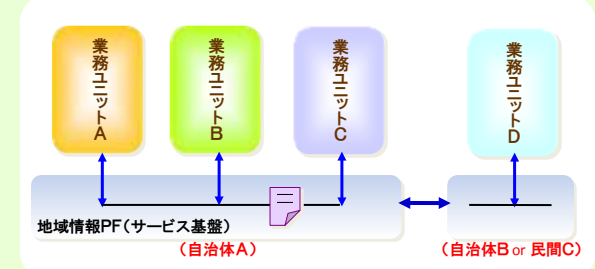 業務ユニットA
業務ユニットB
業務ユニットC
業務ユニットD
地域情報PF(サービス基盤)
(自治体A)
(自治体B or 民間C)